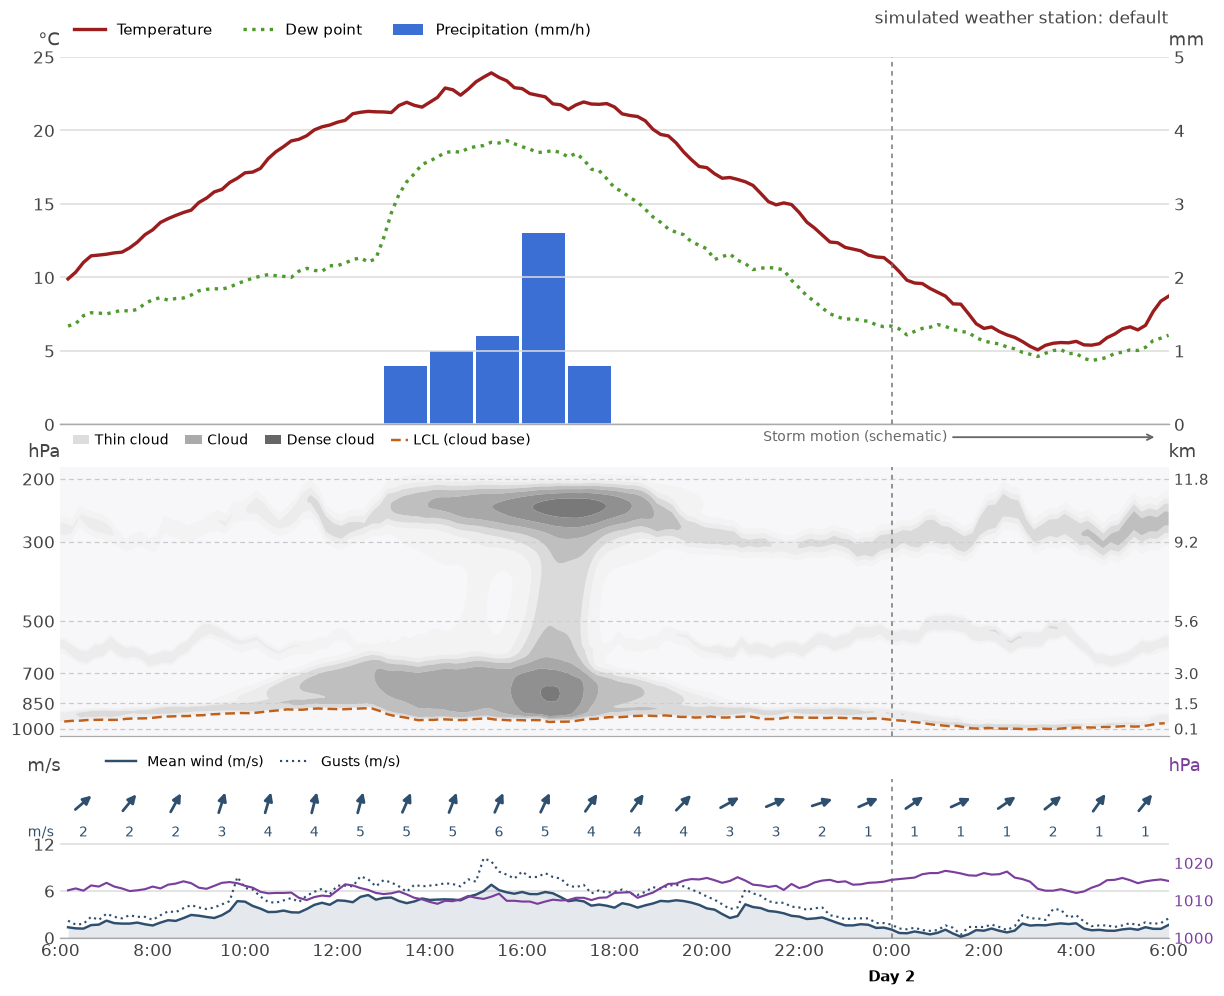 simulated weather station: default
Temperature Dew point Precipitation (mm/h)
°C mm
25 5
20 4
15 3
10 2
5 1
0 0
Thin cloud Cloud Dense cloud LCL (cloud base) Storm motion (schematic)
hPa km
200 11.8
300 9.2
500 5.6
700 3.0
850 1.5
1000 0.1
m/s Mean wind (m/s) Gusts (m/s) hPa
m/s 2 2 2 3 4 4 5 5 5 6 5 4 4 4 3 3 2 1 1 1 1 2 1 1
12
1020
6
1010
0 1000
6:00 8:00 10:00 12:00 14:00 16:00 18:00 20:00 22:00 0:00 2:00 4:00 6:00
Day 2